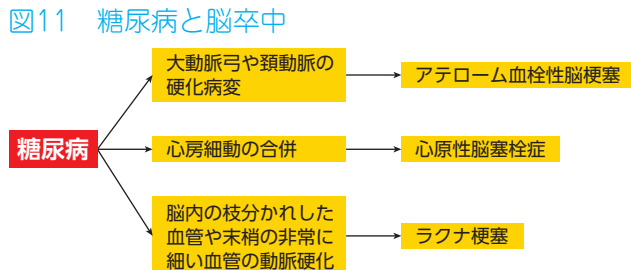 図11　糖尿病と脳卒中
大動脈弓や頚動脈の
硬化病変
アテローム血栓性脳梗塞
糖尿病
心房細動の合併
心原性脳塞栓症
脳内の枝分かれした
血管や末梢の非常に
細い血管の動脈硬化
ラクナ梗塞